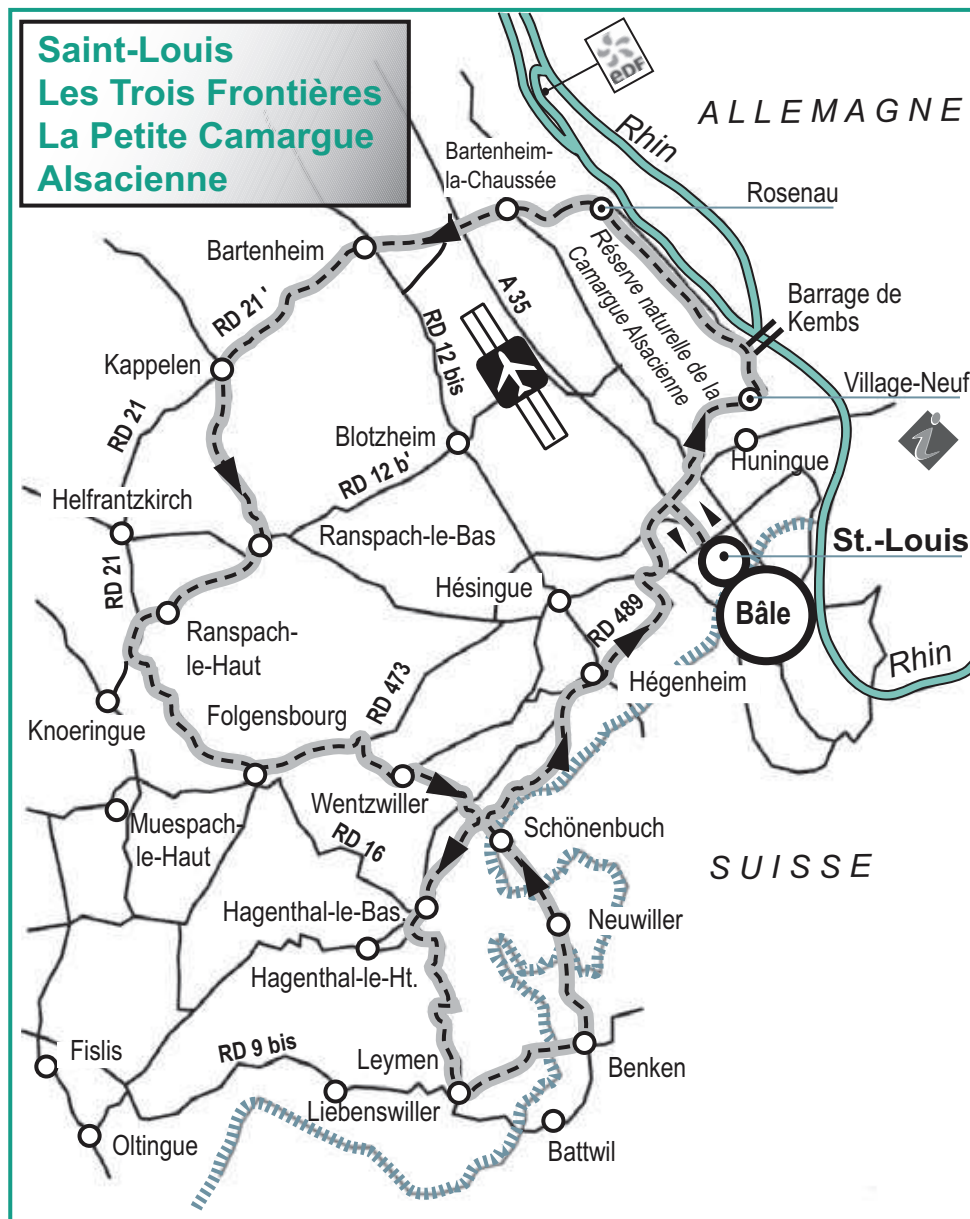 Saint-Louis
Les Trois Frontières
La Petite Camargue
Alsacienne
eDF
ALLEMAGNE
Rhin
Bartenheim-
la-Chaussée
Rosenau
Bartenheim
Réserve naturelle de la
Camargue Alsacienne
A 35
Barrage de
Kembs
RD 21 '
RD 12 bis
Kappelen
Village-Neuf
i
RD 21
Blotzheim
Huningue
RD 12 b'
Helfrantzkirch
Ranspach-le-Bas
St.-Louis
RD 21
Hésingue
Bâle
RD 489
Ranspach-
le-Haut
Rhin
Hégenheim
RD 473
Folgensbourg
Knoeringue
Wentzwiller
Muespach-
le-Haut
Schönenbuch
RD 16
SUISSE
Hagenthal-le-Bas.
Neuwiller
Hagenthal-le-Ht.
Fislis
RD 9 bis
Leymen
Benken
Liebenswiller
Oltingue
Battwil